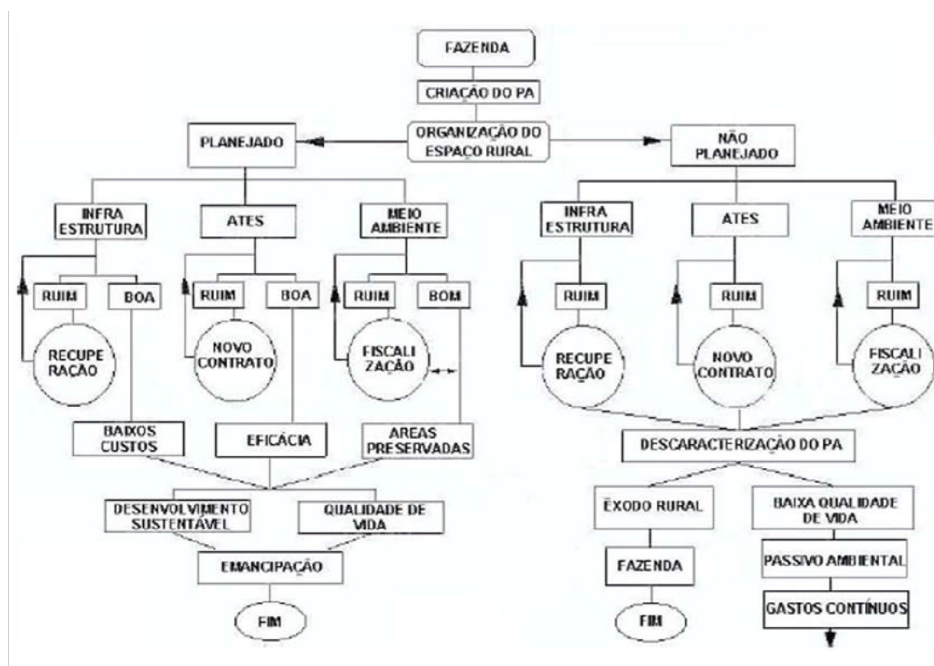 FAZENDA
CRIAÇÃO DO PA
ORGANIZAÇÃO DO
ESPAÇO RURAL
PLANEJADO
NÃO
PLANEJADO
INFRA
ESTRUTURA
ATES
MEIO
AMBIENTE
INFRA
ESTRUTURA
ATES
MEIO
AMBIENTE
RUIM
BOA
RUIM
BOA
RUIM
BOM
RUIM
RUIM
RUIM
RECUPE
RAÇÃO
NOVO
CONTRATO
FISCALI
ZAÇÃO
RECUPE
RAÇÃO
NOVO
CONTRATO
FISCALI
ZAÇÃO
BAIXOS
CUSTOS
EFICÁCIA
AREAS
PRESERVADAS
DESCARACTERIZAÇÃO DO PA
DESENVOLVIMENTO
SUSTENTÁVEL
QUALIDADE DE
VIDA
ÊXODO RURAL
BAIXA QUALIDADE
DE VIDA
EMANCIPAÇÃO
FAZENDA
PASSIVO AMBIENTAL
FIM
FIM
GASTOS CONTÍNUOS